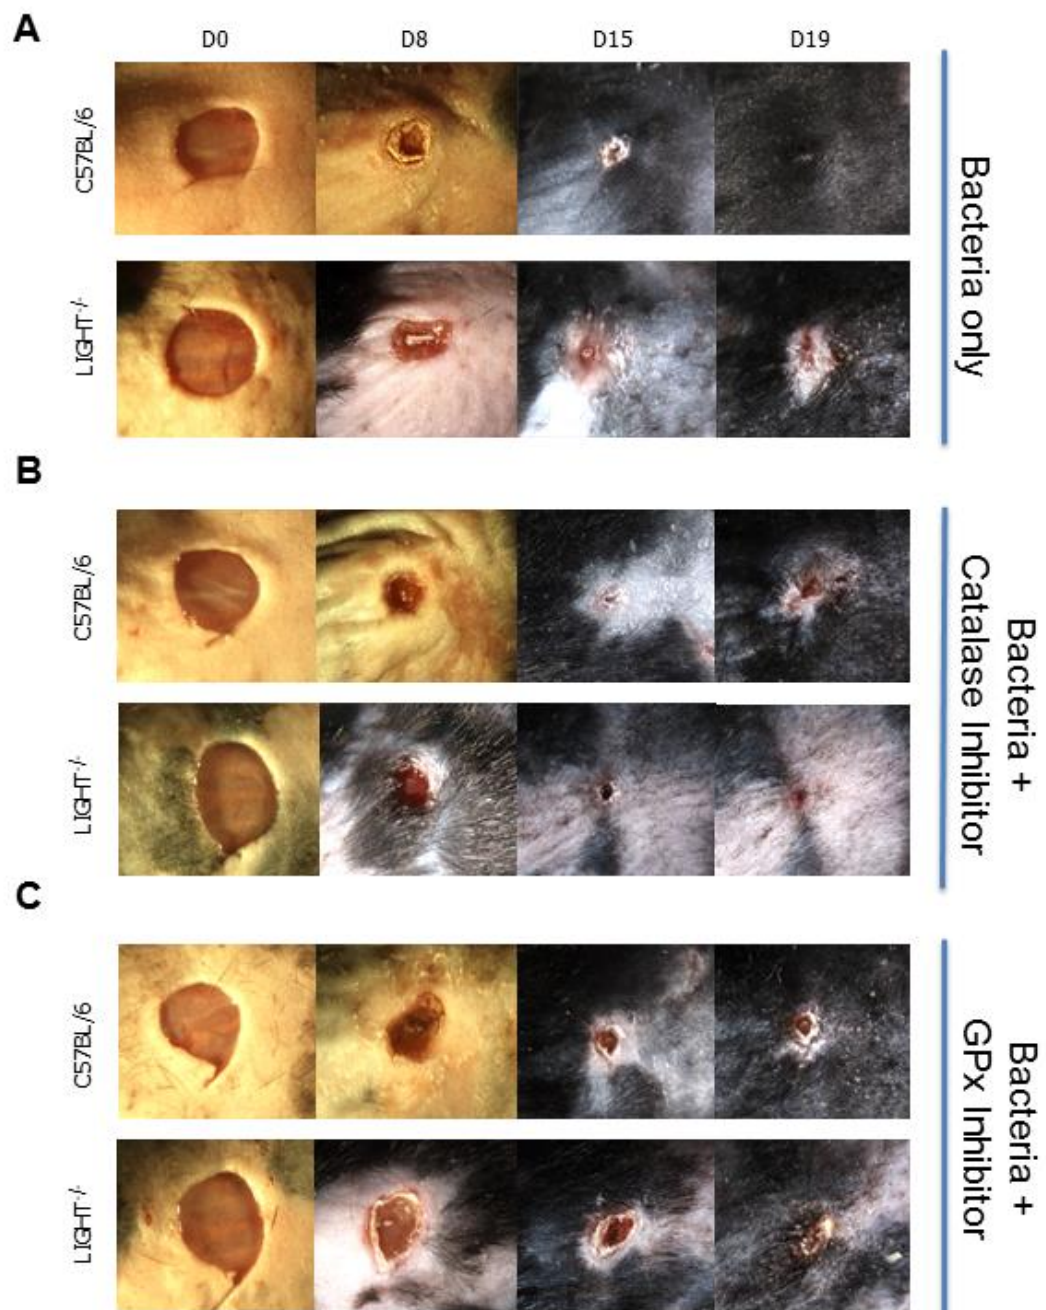 A
D0 D8 D15 D19
C57BL/6
LIGHT-/-
Bacteria only
B
C57BL/6
LIGHT-/-
Bacteria +
Catalase Inhibitor
C
C57BL/6
LIGHT-/-
Bacteria +
GPx Inhibitor